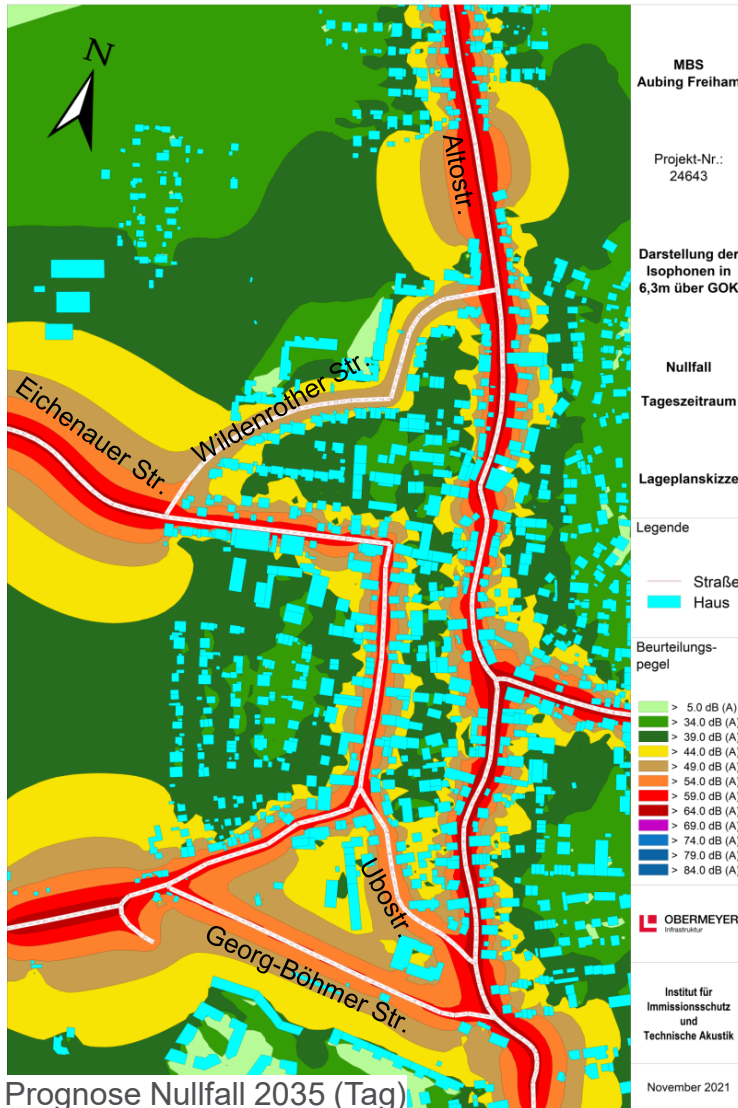 N
Altostr.
Wildenrother Str.
Eichenauer Str.
Ubostr.
Georg-Böhmer Str.
Prognose Nullfall 2035 (Tag)
MBS
Aubing Freiham
Projekt-Nr.:
24643
Darstellung der
Isophonen in
6,3m über GOK
Nullfall
Tageszeitraum
Lageplanskizze
Legende
Straße
Haus
Beurteilungs-
pegel
> 5.0 dB (A)
> 34.0 dB (A)
> 39.0 dB (A)
> 44.0 dB (A)
> 49.0 dB (A)
> 54.0 dB (A)
> 59.0 dB (A)
> 64.0 dB (A)
> 69.0 dB (A)
> 74.0 dB (A)
> 79.0 dB (A)
> 84.0 dB (A)
OBERMEYER
Infrastruktur
Institut für
Immissionsschutz
und
Technische Akustik
November 2021